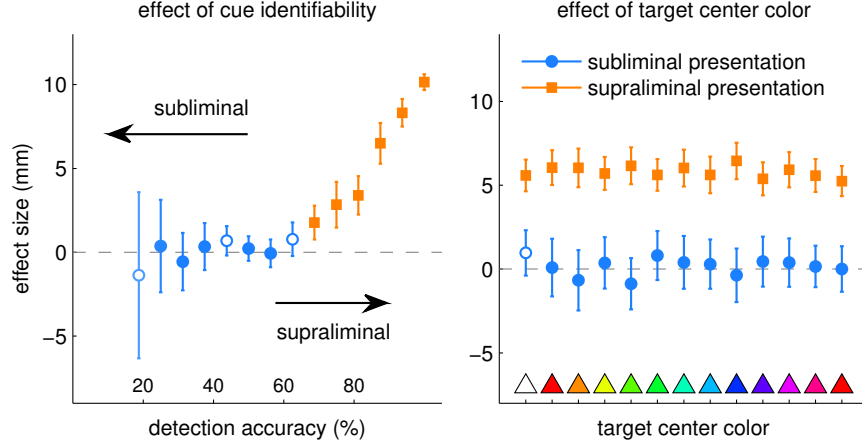 effect of cue identifiability
effect of target center color
effect size (mm)
10
5
0
−5
subliminal
supraliminal
20
40
60
80
detection accuracy (%)
subliminal presentation
supraliminal presentation
10
5
0
−5
target center color